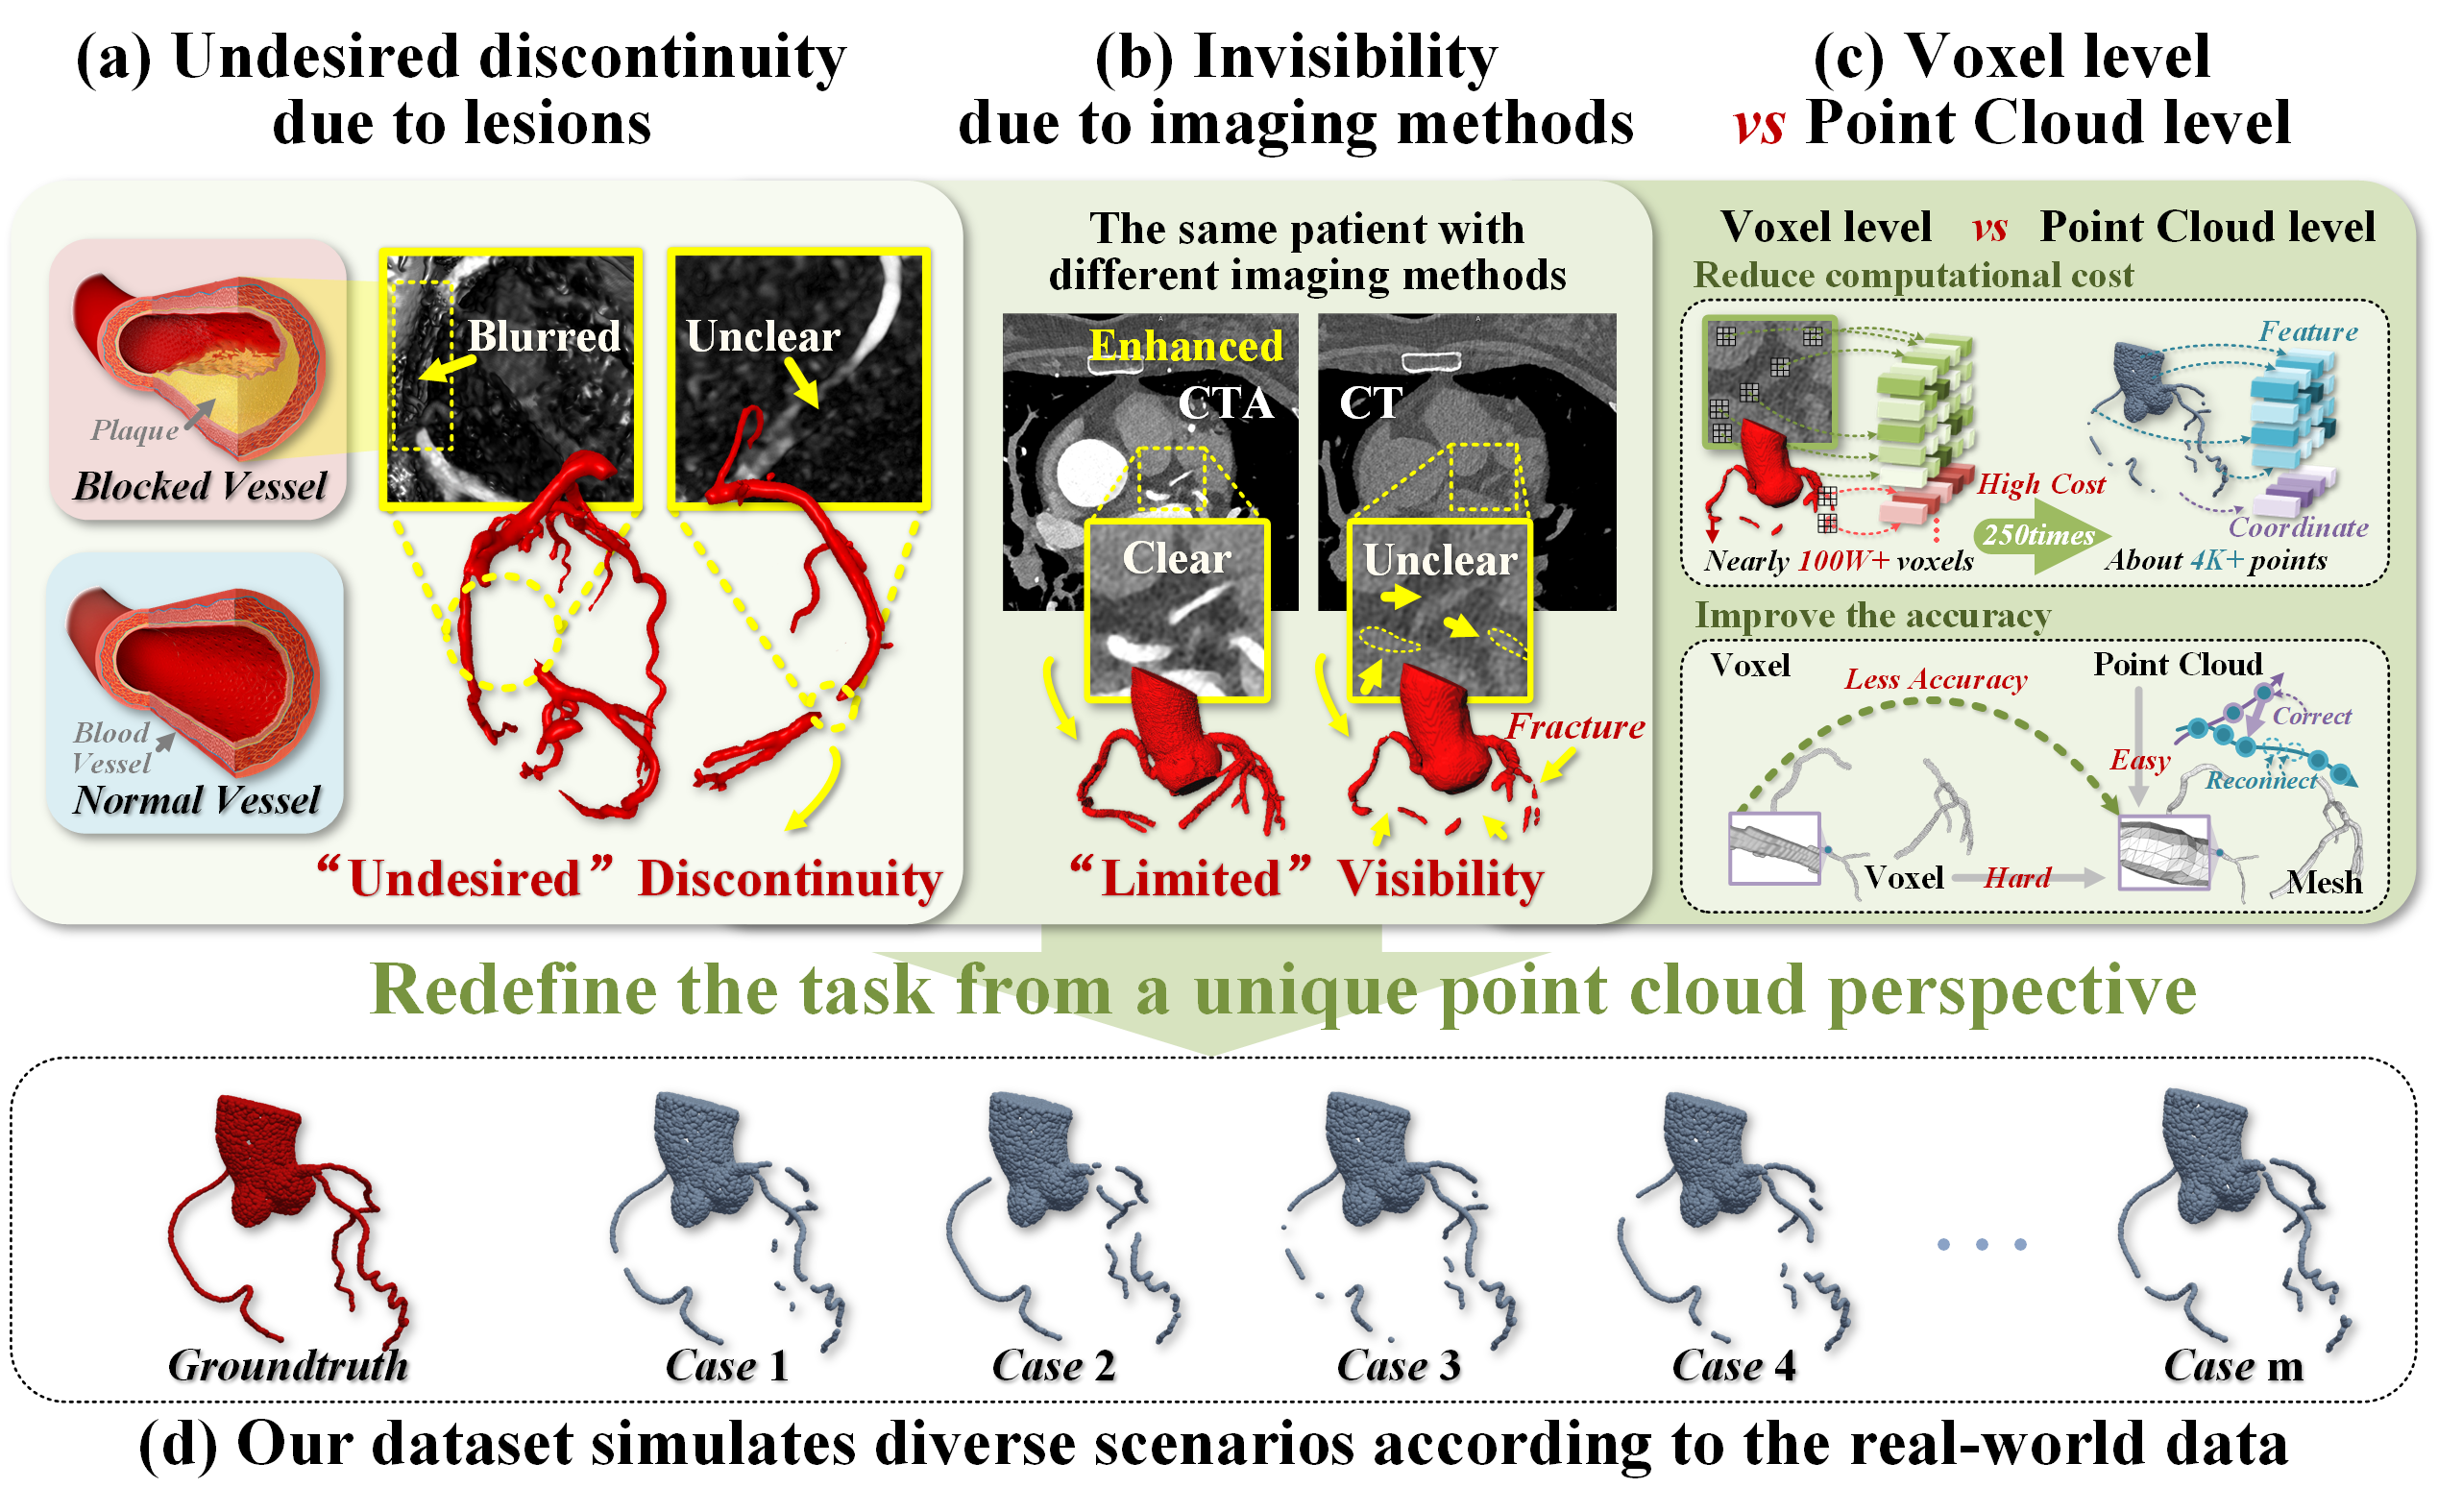 (a) Undesired discontinuity
due to lesions
(b) Invisibility
due to imaging methods
(c) Voxel level
vs Point Cloud level
Plaque
Blocked Vessel
Blood
Vessel
Normal Vessel
Blurred
Unclear
“Undesired” Discontinuity
The same patient with
different imaging methods
Enhanced
CTA
CT
Clear
Unclear
Fracture
“Limited” Visibility
Voxel level vs Point Cloud level
Reduce computational cost
Feature
High Cost
250times
Coordinate
Nearly 100W+ voxels
About 4K+ points
Improve the accuracy
Voxel
Less Accuracy
Point Cloud
Correct
Easy
Reconnect
Voxel
Hard
Mesh
Redefine the task from a unique point cloud perspective
Groundtruth
Case 1
Case 2
Case 3
Case 4
Case m
(d) Our dataset simulates diverse scenarios according to the real-world data